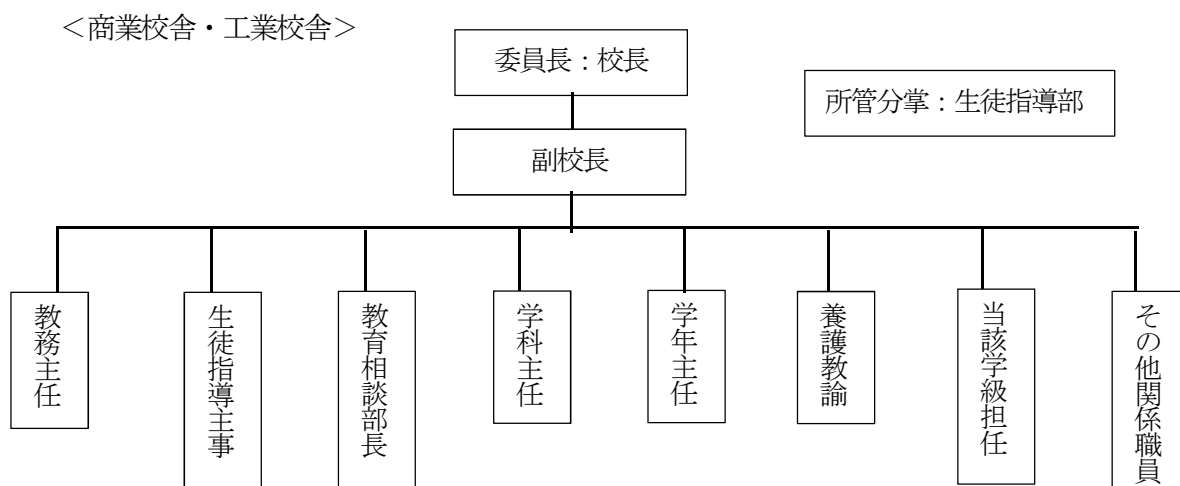 ＜商業校舎・工業校舎＞
委員長：校長
所管分掌：生徒指導部
副校長
教務主任
生徒指導主事
教育相談部長
学科主任
学年主任
養護教諭
当該学級担任
その他関係職員